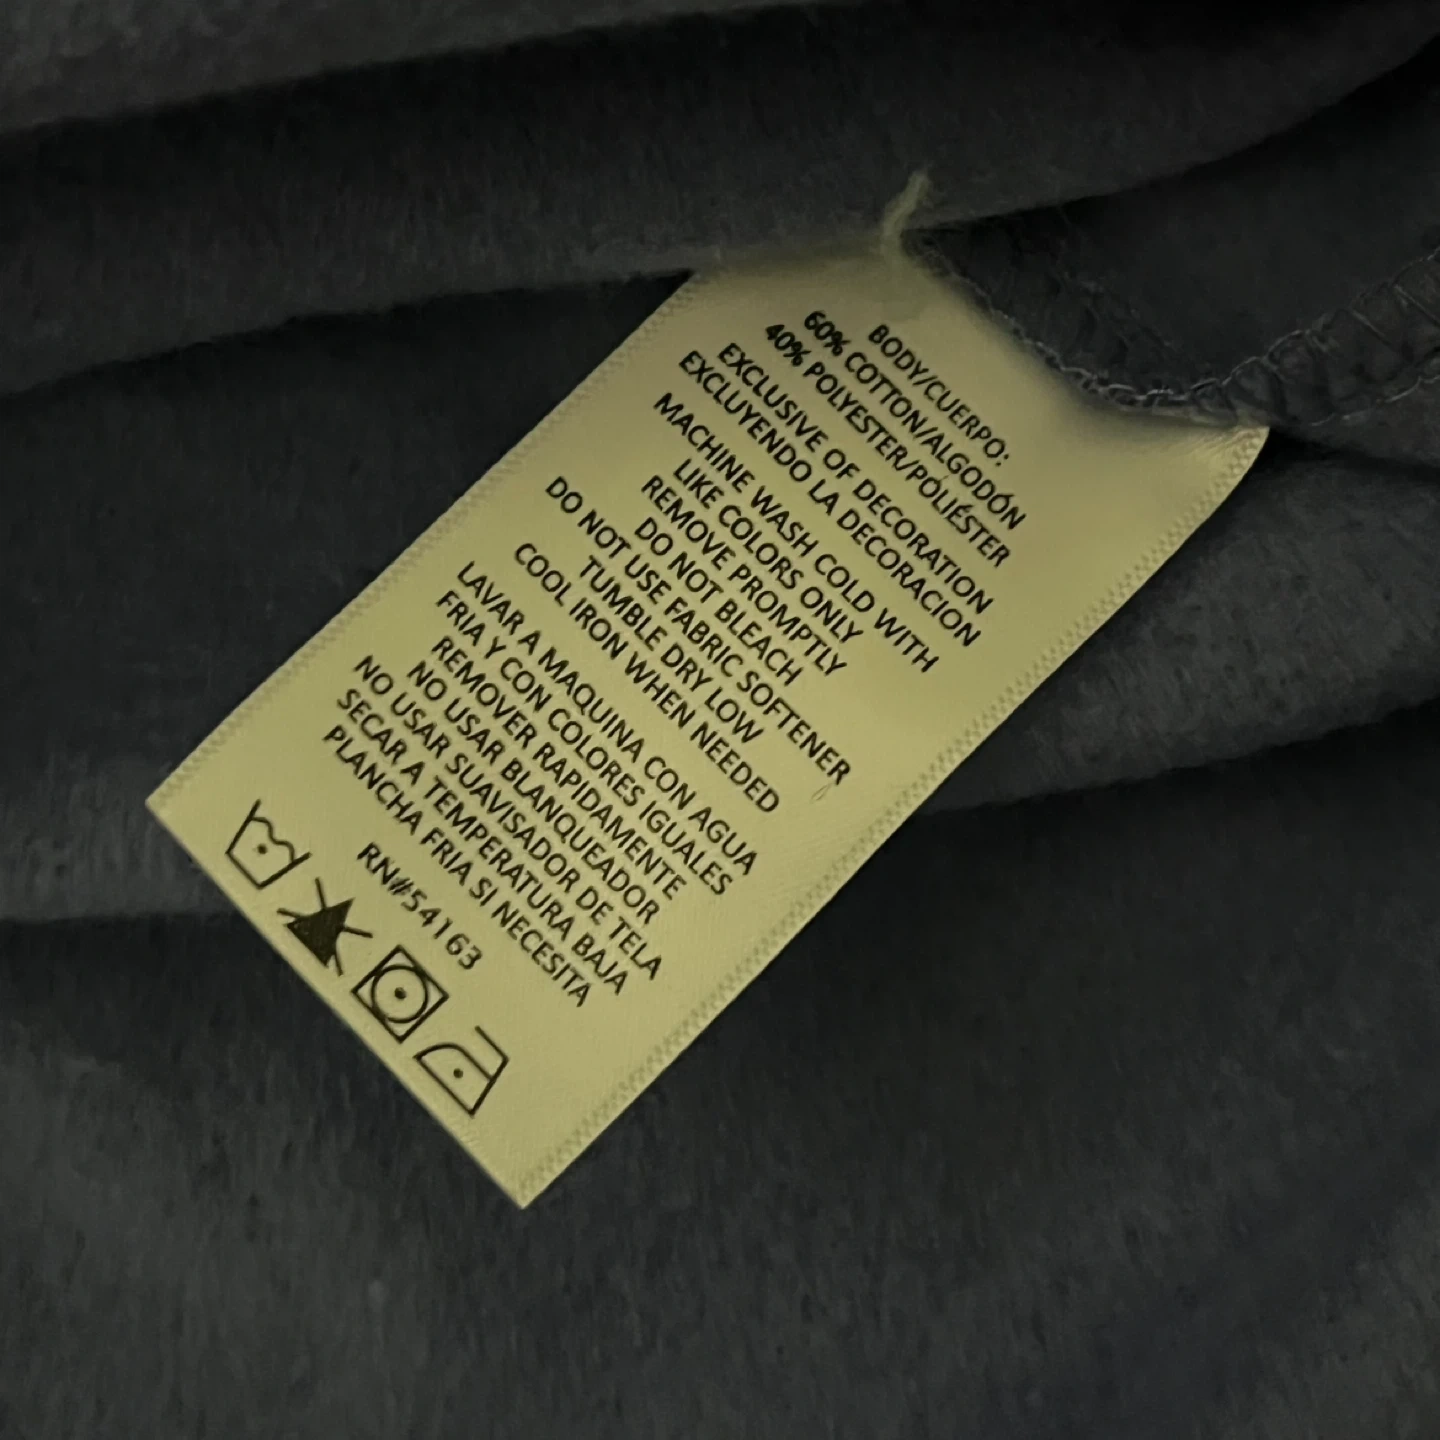 BODY/CUERPO:
60% COTTON/ALGODÓN
40% POLYESTER/PÓLIÉSTER
EXCLUSIVE OF DECORATION
EXCLUYENDO LA DECORACION
MACHINE WASH COLD WITH
LIKE COLORS ONLY
REMOVE PROMPTLY
DO NOT BLEACH
DO NOT USE FABRIC SOFTENER
TUMBLE DRY LOW
COOL IRON WHEN NEEDED
LAVAR A MAQUINA CON AGUA
FRIA Y CON COLORES IGUALES
REMOVER RAPIDAMENTE
NO USAR BLANQUEADOR
NO USAR SUAVISADOR DE TELA
SECAR A TEMPERATURA BAJA
PLANCHA FRIA SI NECESITA
RN#54163